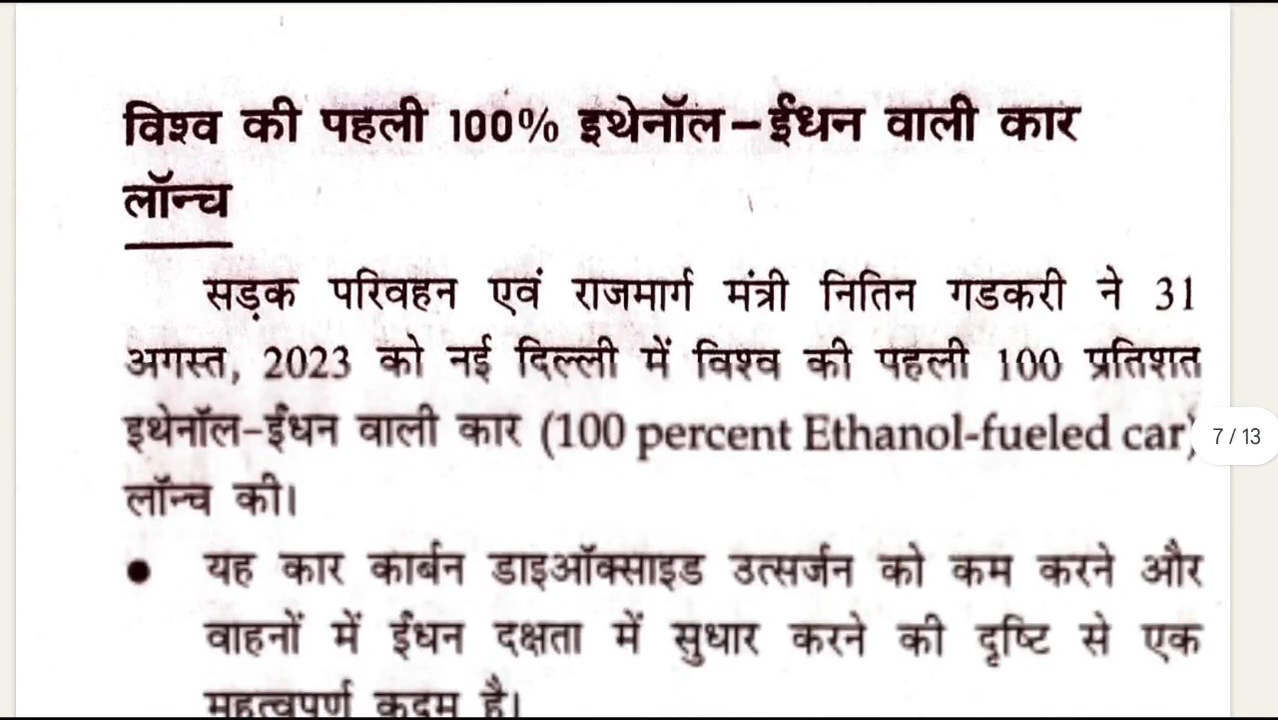 विश्व की पहली 100% इथेनॉल-ईंधन वाली कार
लॉन्च
सड़क परिवहन एवं राजमार्ग मंत्री नितिन गडकरी ने 31
अगस्त, 2023 को नई दिल्ली में विश्व की पहली 100 प्रतिशत
इथेनॉल-ईंधन वाली कार (100 percent Ethanol-fueled car)
लॉन्च की।
7 / 13
• यह कार कार्बन डाइऑक्साइड उत्सर्जन को कम करने और
वाहनों में ईंधन दक्षता में सुधार करने की दृष्टि से एक
महत्वपूर्ण कदम है।